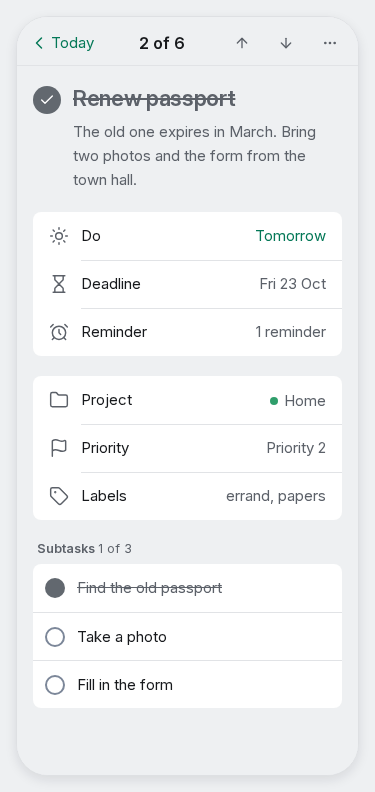 Today
2 of 6
Renew passport
The old one expires in March. Bring
two photos and the form from the
town hall.
Do Tomorrow
Deadline Fri 23 Oct
Reminder 1 reminder
Project Home
Priority Priority 2
Labels errand, papers
Subtasks 1 of 3
Find the old passport
Take a photo
Fill in the form